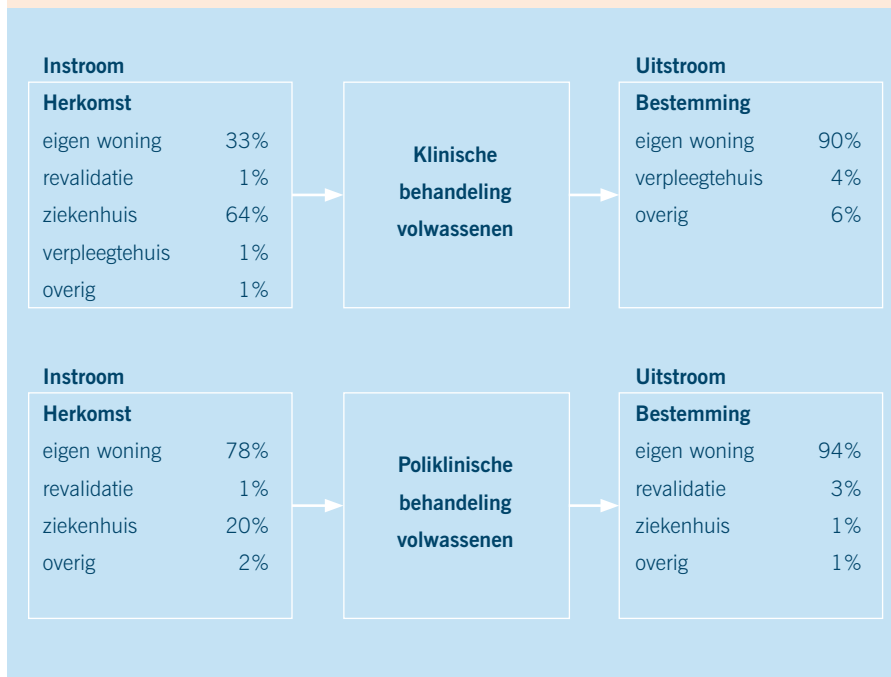 Instroom
Herkomst
eigen woning 33%
revalidatie 1%
ziekenhuis 64%
verpleegtehuis 1%
overig 1%
Klinische
behandeling
volwassenen
Uitstroom
Bestemming
eigen woning 90%
verpleegtehuis 4%
overig 6%
Instroom
Herkomst
eigen woning 78%
revalidatie 1%
ziekenhuis 20%
overig 2%
Poliklinische
behandeling
volwassenen
Uitstroom
Bestemming
eigen woning 94%
revalidatie 3%
ziekenhuis 1%
overig 1%